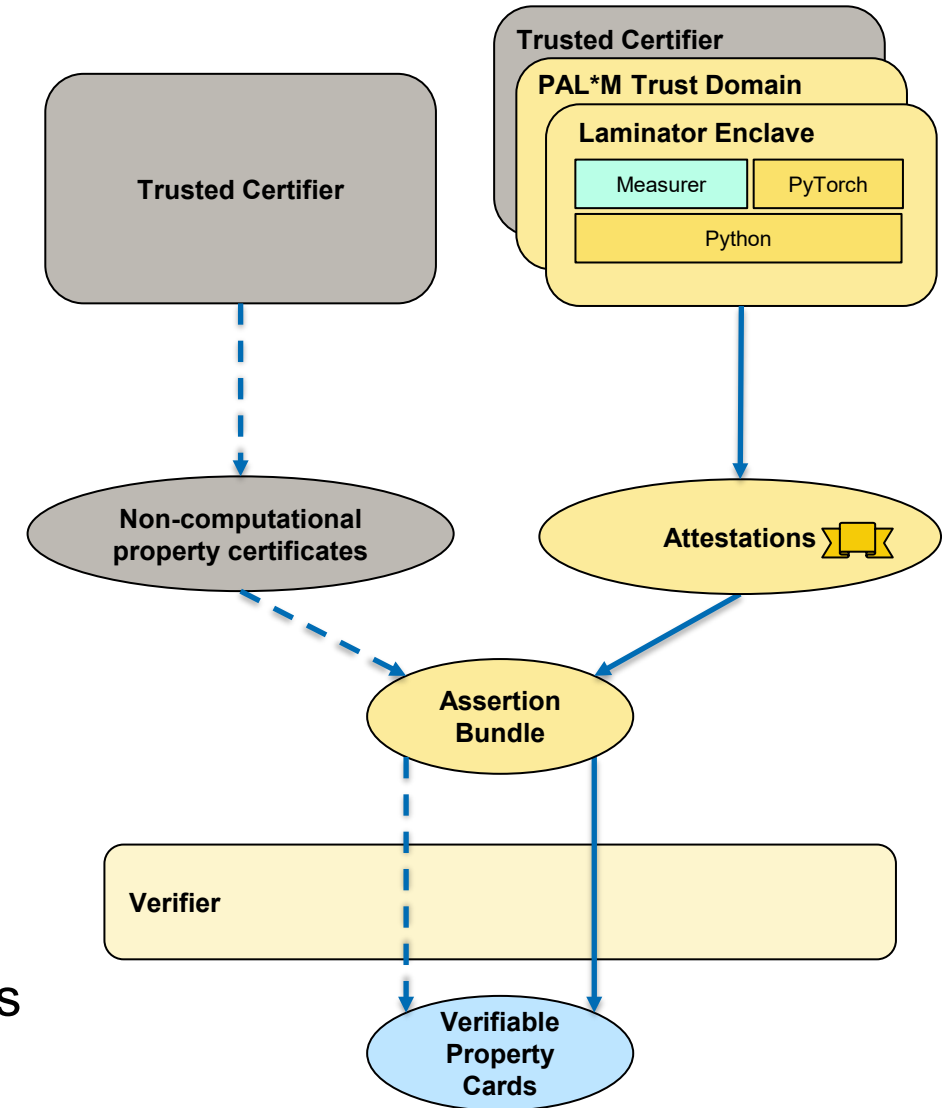 Trusted Certifier
Trusted Certifier
PAL*M Trust Domain
Laminator Enclave
Measurer
PyTorch
Python
Non-computational
property certificates
Attestations
Assertion
Bundle
Verifier
s
Verifiable
Property
Cards